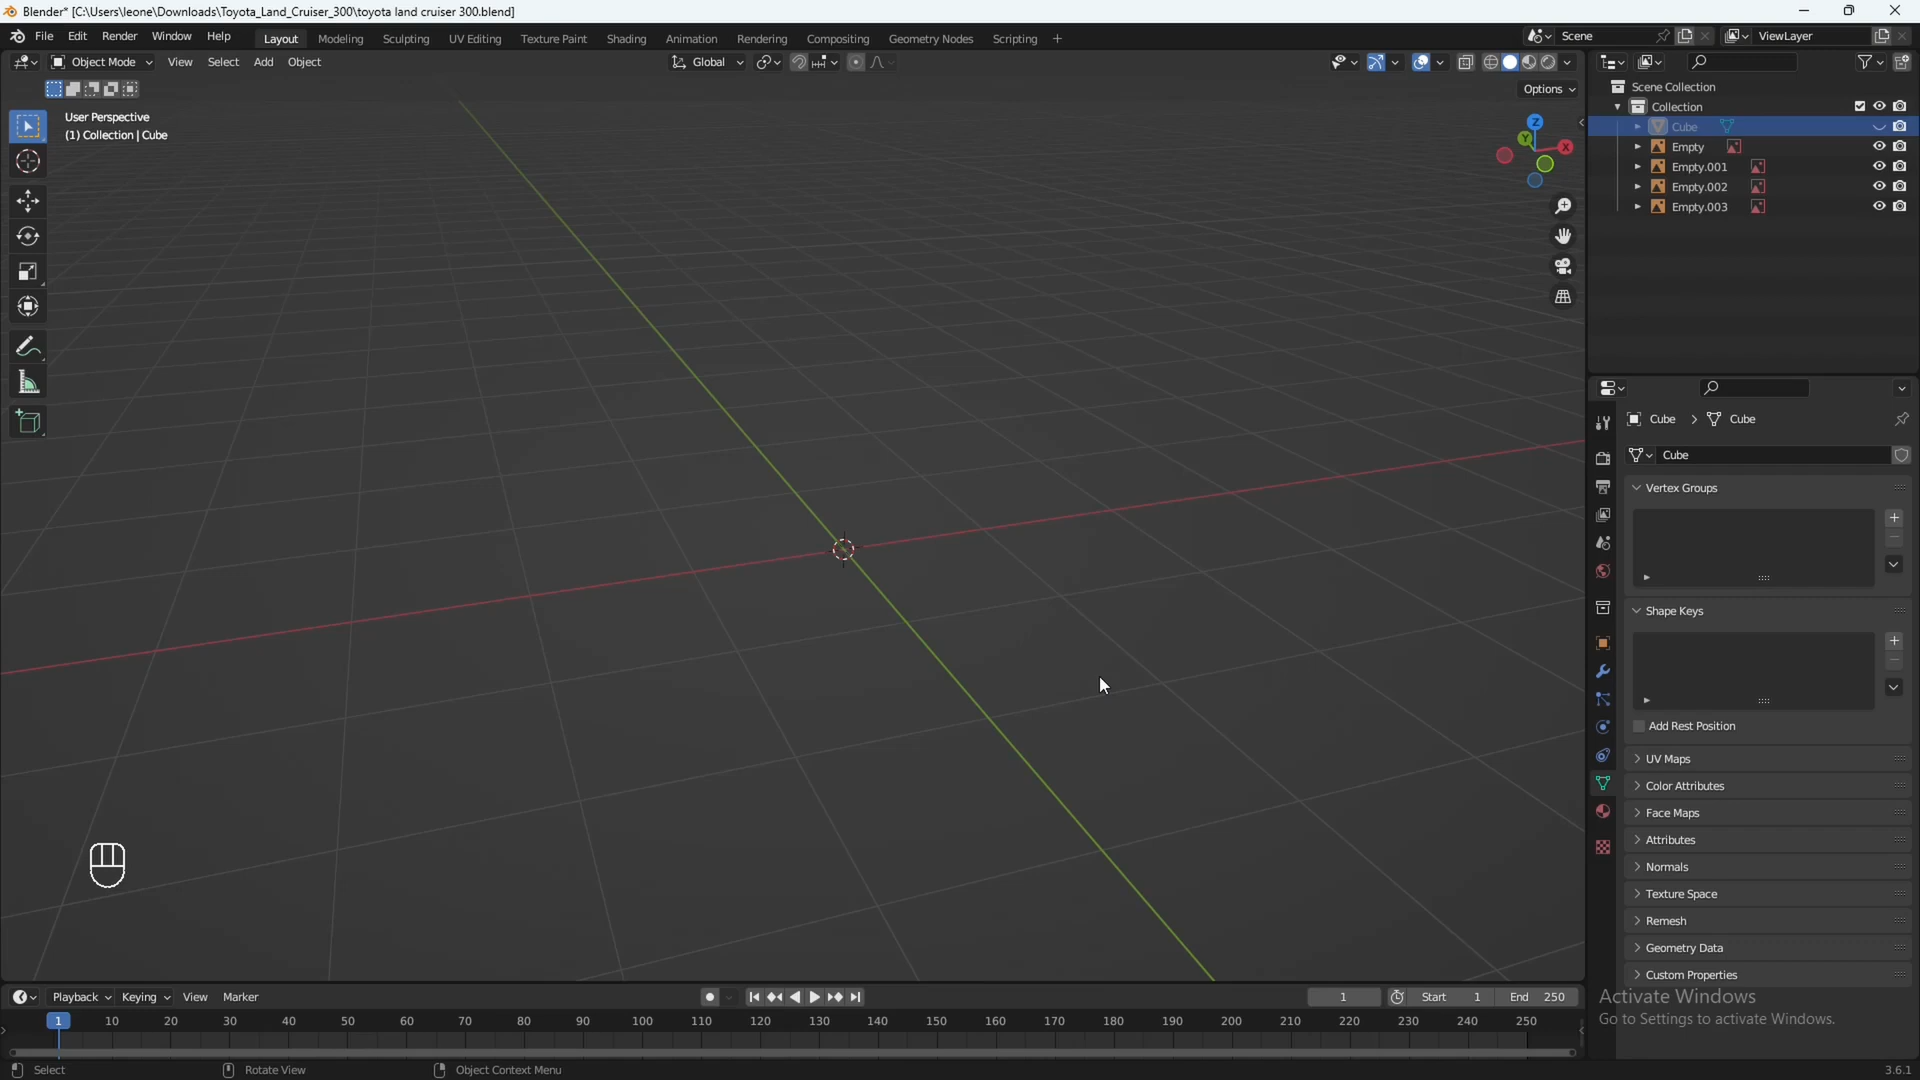 Blender* [C:\Users\leone\Downloads\Toyota_Land_Cruiser_300\toyota land cruiser 300.blend]
File Edit Render Window Help Layout Modeling Sculpting UV Editing Texture Paint Shading Animation Rendering Compositing Geometry Nodes Scripting + Scene ViewLayer
Object Mode View Select Add Object Global
Options
User Perspective
(1) Collection | Cube
Z
Y
X
Scene Collection
Collection
Cube
Empty
Empty.001
Empty.002
Empty.003
Cube > Cube
Cube
Vertex Groups
Shape Keys
Add Rest Position
UV Maps
Color Attributes
Face Maps
Attributes
Normals
Texture Space
Remesh
Geometry Data
Custom Properties
Activate Windows
Go to Settings to activate Windows.
Playback Keying View Marker 1 Start 1 End 250
1 10 20 30 40 50 60 70 80 90 100 110 120 130 140 150 160 170 180 190 200 210 220 230 240 250
Select Rotate View Object Context Menu 3.6.1